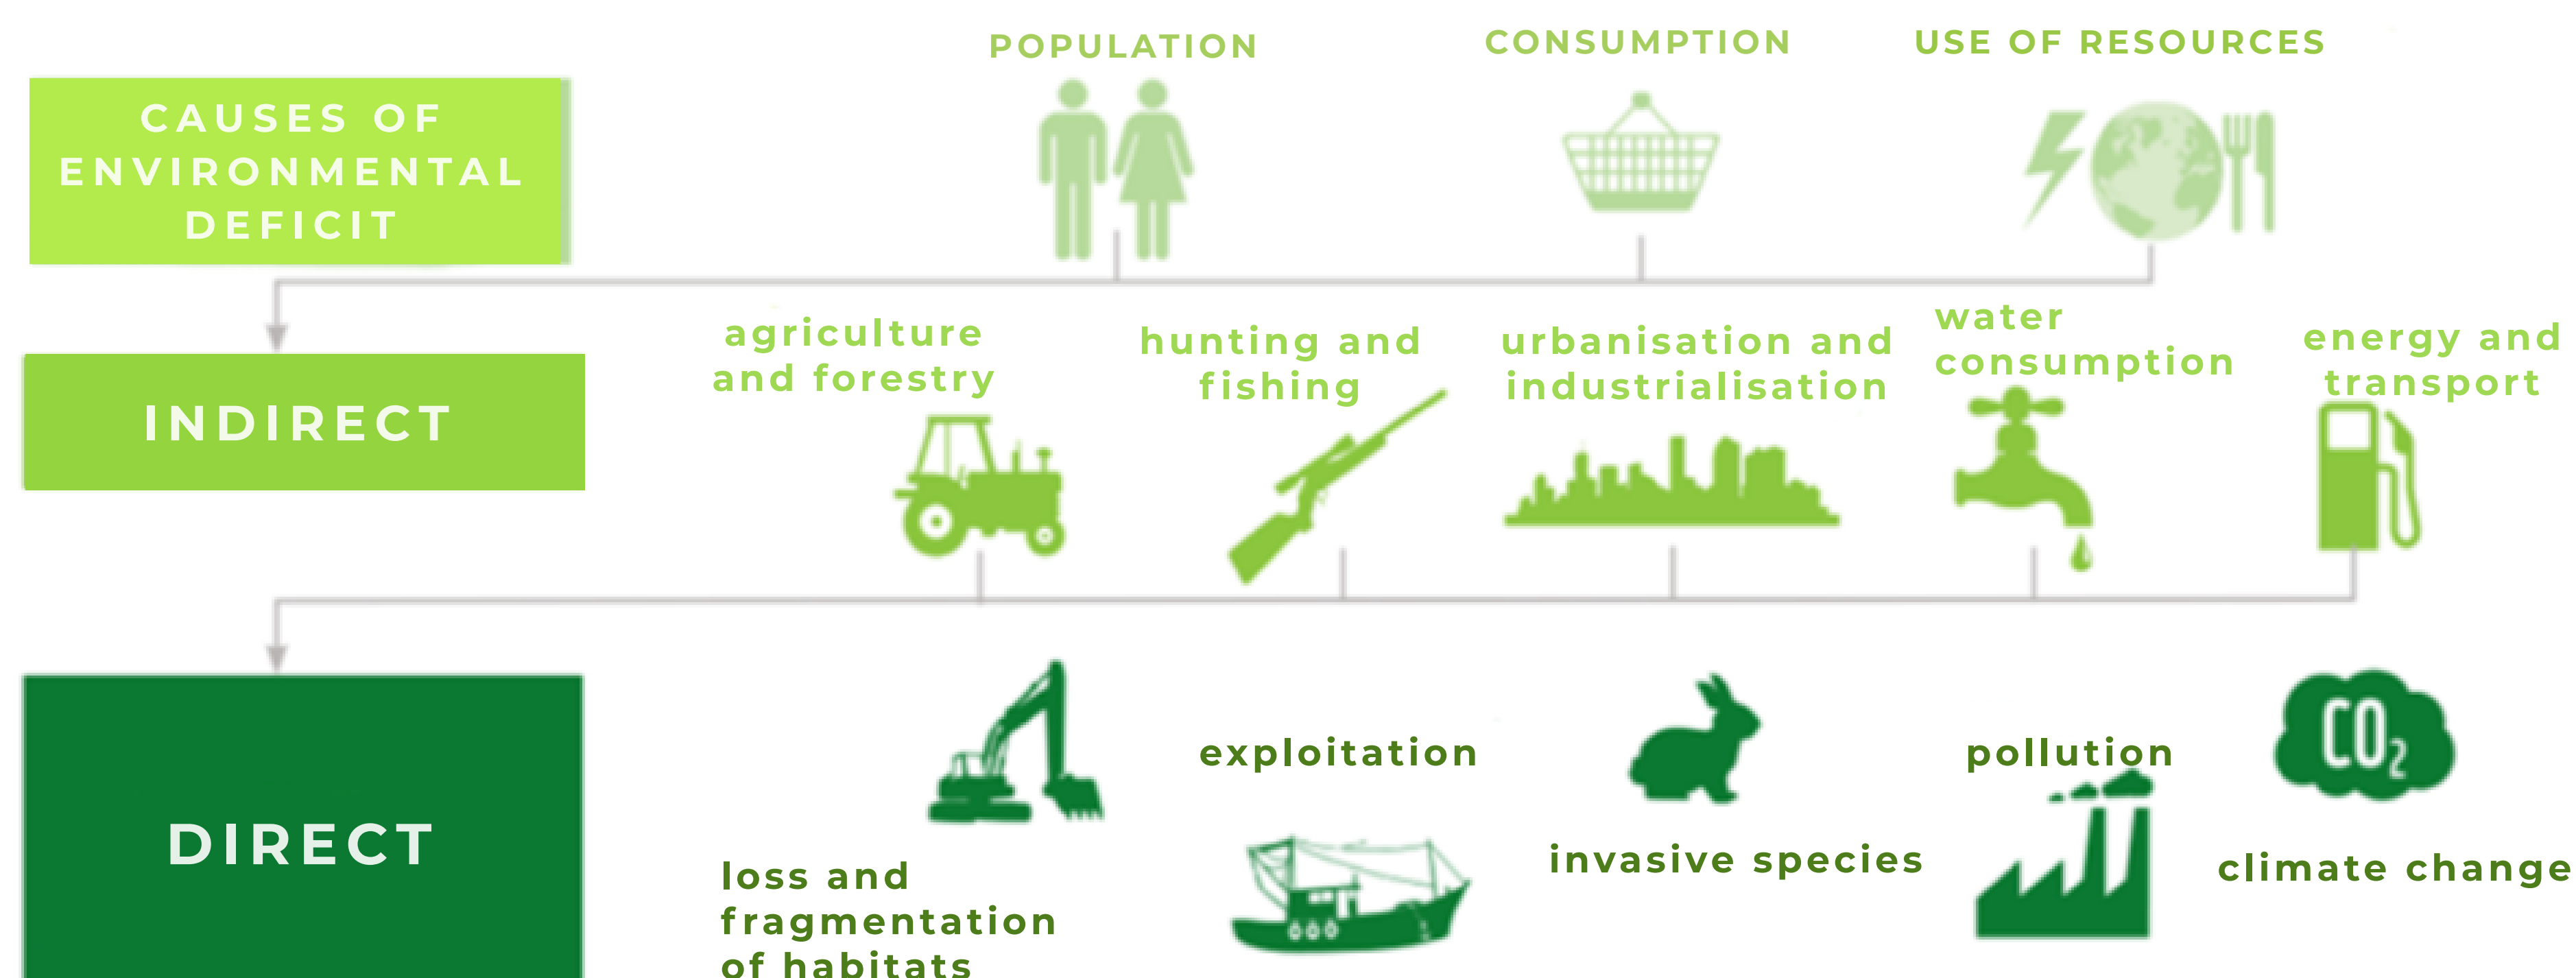 POPULATION
CONSUMPTION
USE OF RESOURCES
CAUSES OF
ENVIRONMENTAL
DEFICIT
agriculture
and forestry
hunting and
fishing
urbanisation and
industrialisation
water
consumption
energy and
transport
INDIRECT
DIRECT
loss and
fragmentation
of habitats
exploitation
invasive species
pollution
CO₂
climate change